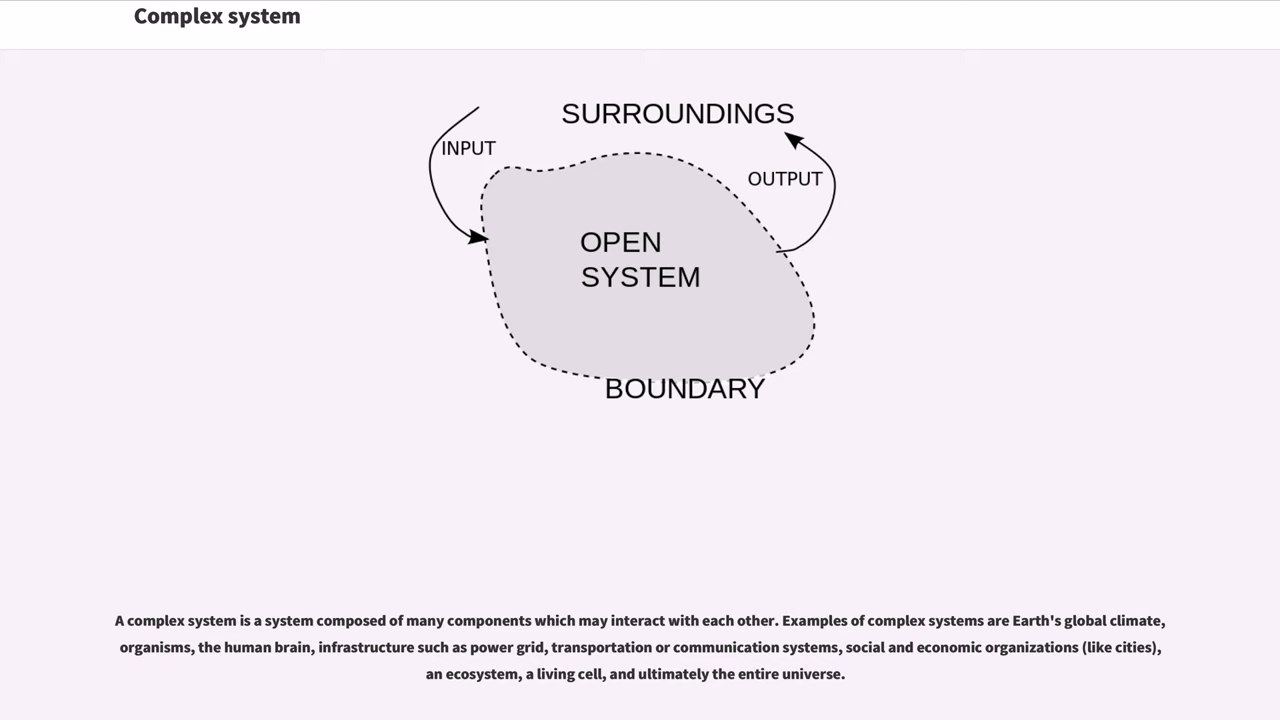 Complex system
SURROUNDINGS
INPUT
OUTPUT
OPEN
SYSTEM
BOUNDARY
A complex system is a system composed of many components which may interact with each other. Examples of complex systems are Earth's global climate,
organisms, the human brain, infrastructure such as power grid, transportation or communication systems, social and economic organizations (like cities),
an ecosystem, a living cell, and ultimately the entire universe.